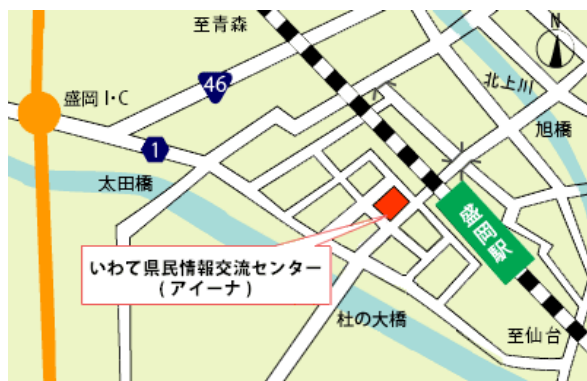 至青森
N
46
盛岡I・C
北上川
旭橋
1
太田橋
盛岡駅
いわて県民情報交流センター
(アイーナ)
杜の大橋
至仙台